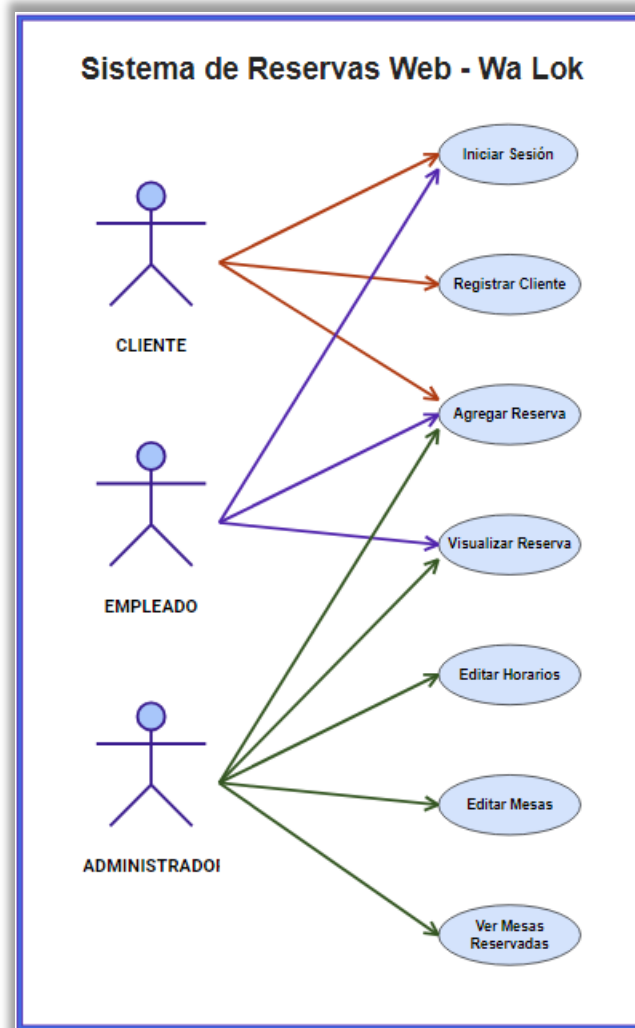 Sistema de Reservas Web - Wa Lok
Iniciar Sesión
CLIENTE
Registrar Cliente
Agregar Reserva
EMPLEADO
Visualizar Reserva
Editar Horarios
ADMINISTRADOR
Editar Mesas
Ver Mesas
Reservadas